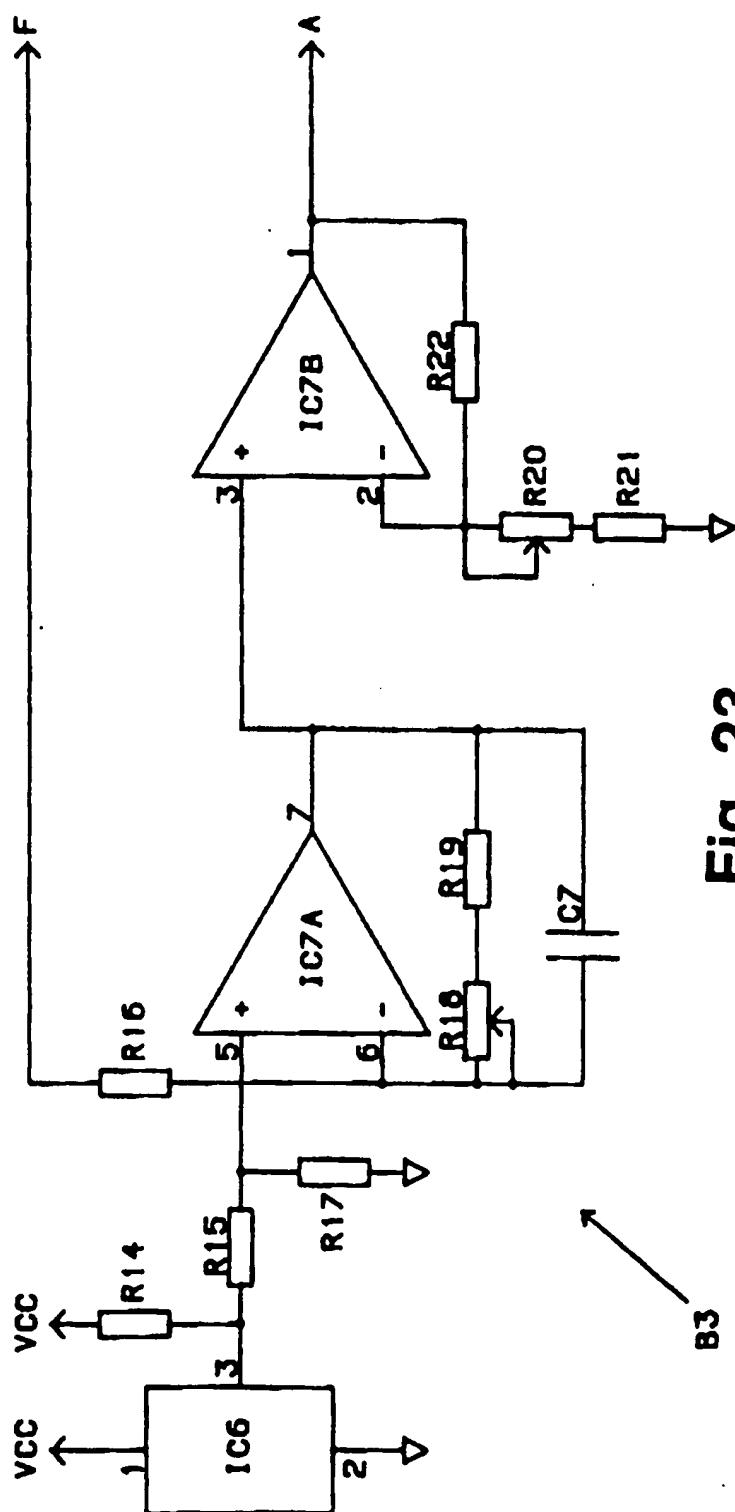 VCC
VCC
F
R14
R16
1
3
R15
5
3
IC6
+
IC7A
7
+
IC7B
1
A
2
R17
6
-
2
-
R18
R19
R22
C7
R20
R21
B3
Fig. 23